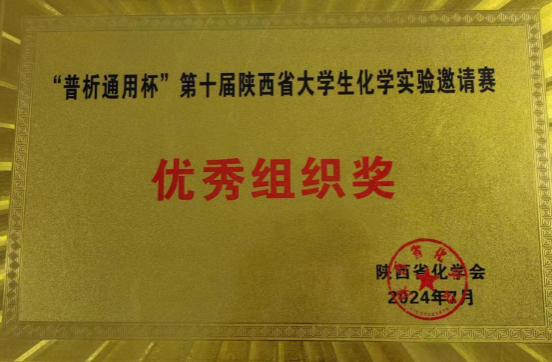 “普析通用杯”第十届陕西省大学生化学实验邀请赛
优秀组织奖
陕西省化学会
2024年7月